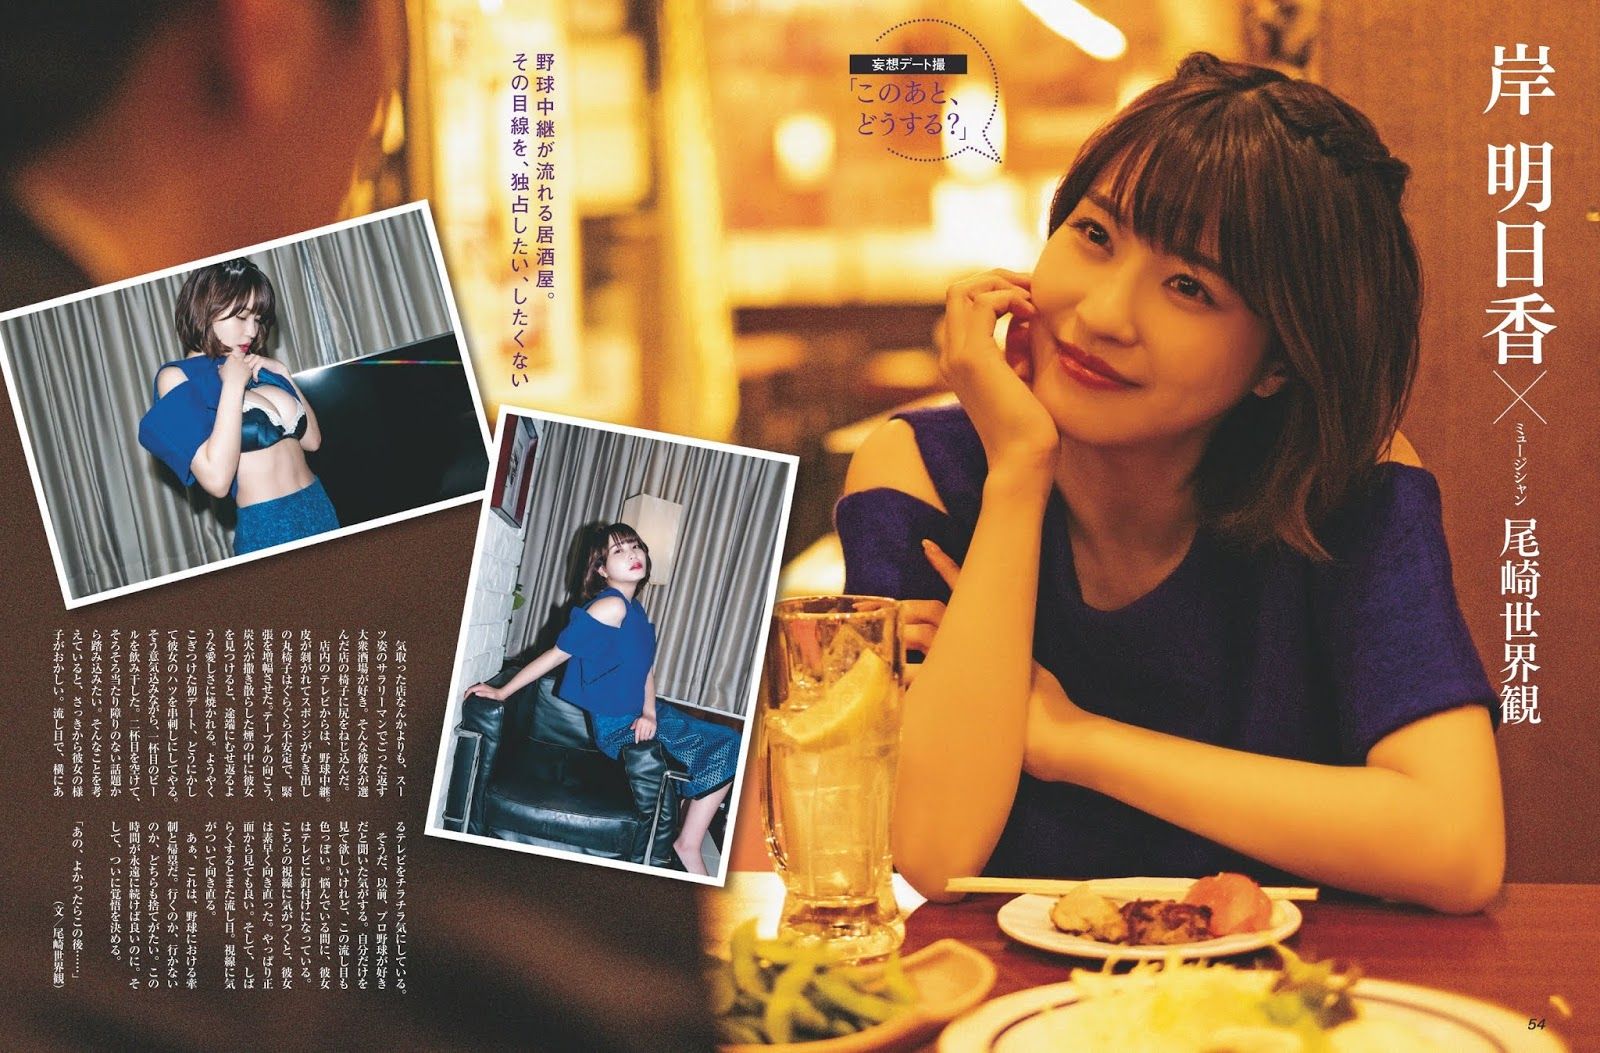 岸 明日香×ミュージシャン 尾崎世界観
妄想デート撮
「このあと、
どうする?」
野球中継が流れる居酒屋。
その目線を、独占したい、したくない
気取った店なんかよりも、スー
ツ姿のサラリーマンでごった返す
大衆酒場が好き。そんな彼女が選
んだ店の椅子に尻をねじ込んだ。
店内のテレビからは、野球中継。
皮が剥がれてスポンジがむき出し
の丸椅子はぐらぐら不安定で、緊
張を増幅させた。テーブルの向こう、
炭火が撒き散らした煙の中に彼女
を見つけると、途端にむせ返るよ
うな愛しさに焼かれる。ようやく
こぎつけた初デート、どうにかし
て彼女のハツを串刺しにしてやる。
そう意気込みながら、一杯目のビー
ルを飲み干した。二杯目を空けて、
そろそろ当たり障りのない話題か
ら踏み込みたい。そんなことを考
えていると、さっきから彼女の様
子がおかしい。流し目で、横にあ
るテレビをチラチラ気にしている。
そうだ、以前、プロ野球が好き
だと聞いた気がする。自分だけを
見て欲しいけれど、この流し目も
色っぽい。悩んでいる間に、彼女
はテレビに釘付けになっている。
こちらの視線に気がつくと、彼女
は素早く向き直った。やっぱり正
面から見ても良い。そして、しば
らくするとまた流し目。視線に気
がついて向き直る。
あぁ、これは、野球における牽
制と帰塁だ。行くのか、行かない
のか、どちらも捨てがたい。この
時間が永遠に続けば良いのに。そ
して、ついに覚悟を決める。
「あの、よかったらこの後……」
(文/尾崎世界観)
54